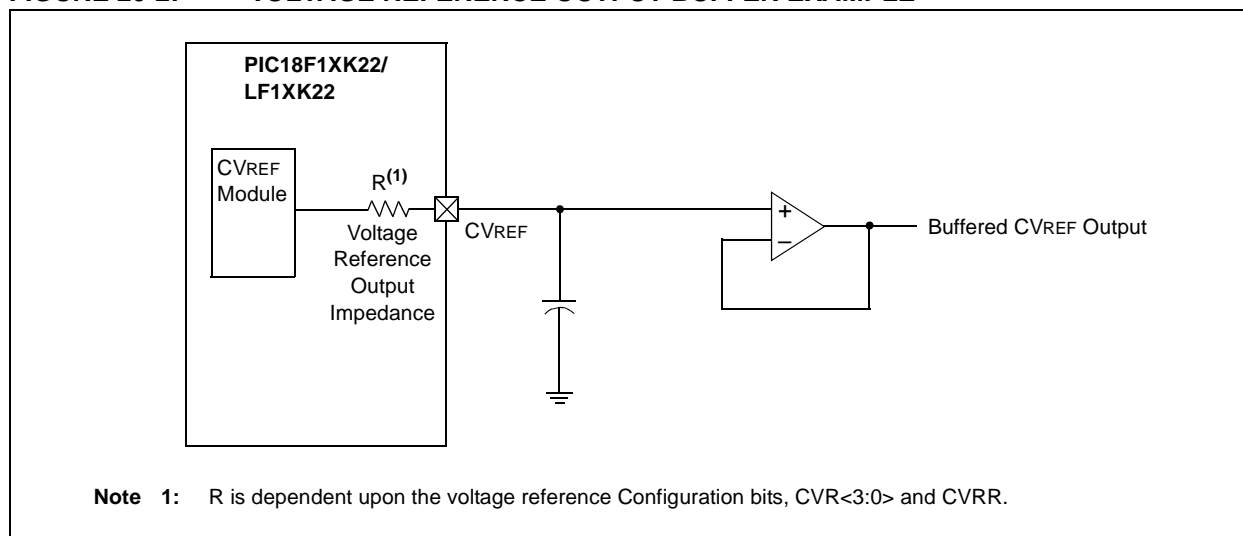 PIC18F1XK22/
LF1XK22
CVREF
Module
R(1)
Voltage
Reference
Output
Impedance
CVREF
+
–
Buffered CVREF Output
Note 1: R is dependent upon the voltage reference Configuration bits, CVR<3:0> and CVRR.